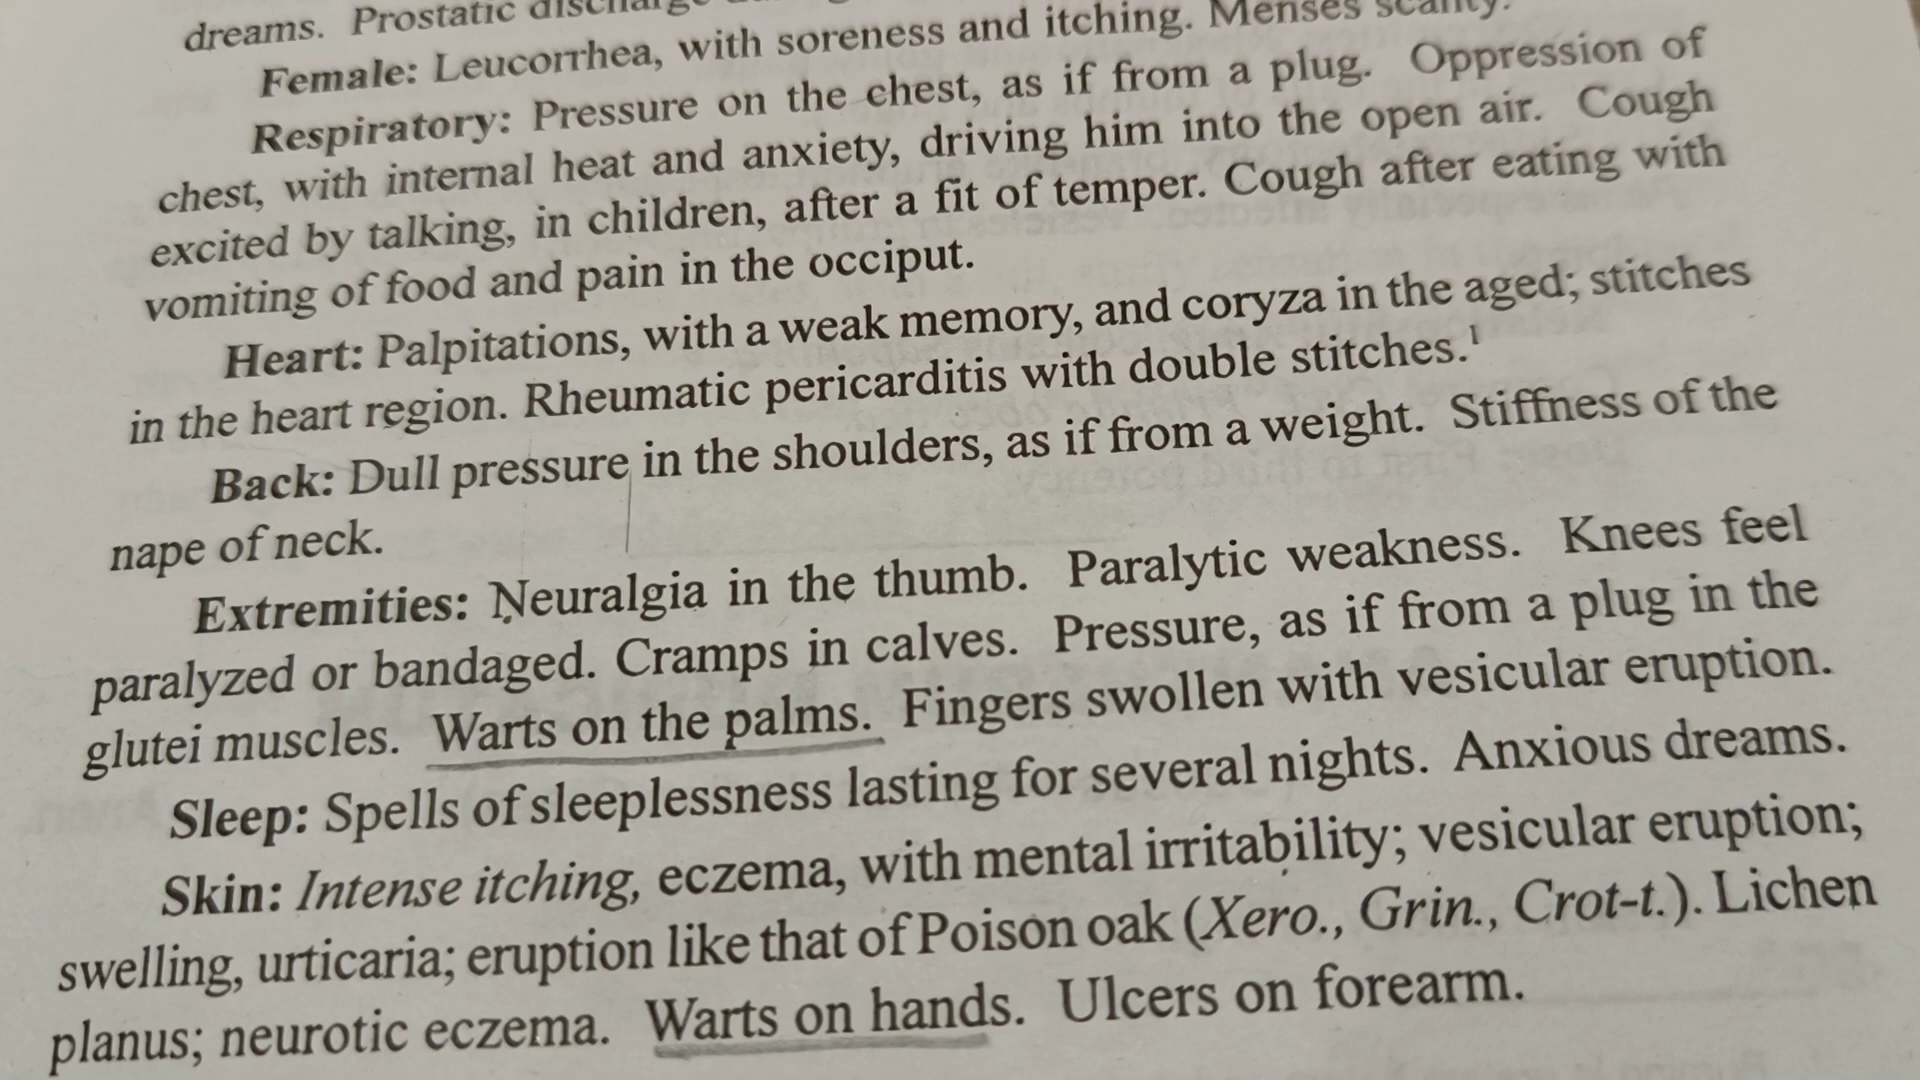 dreams. Prostatic discharge
Female: Leucorrhea, with soreness and itching. Menses scanty.
Respiratory: Pressure on the chest, as if from a plug. Oppression of
chest, with internal heat and anxiety, driving him into the open air. Cough
excited by talking, in children, after a fit of temper. Cough after eating with
vomiting of food and pain in the occiput.
Heart: Palpitations, with a weak memory, and coryza in the aged; stitches
in the heart region. Rheumatic pericarditis with double stitches.¹
Back: Dull pressure in the shoulders, as if from a weight. Stiffness of the
nape of neck.
Extremities: Neuralgia in the thumb. Paralytic weakness. Knees feel
paralyzed or bandaged. Cramps in calves. Pressure, as if from a plug in the
glutei muscles. Warts on the palms. Fingers swollen with vesicular eruption.
Sleep: Spells of sleeplessness lasting for several nights. Anxious dreams.
Skin: Intense itching, eczema, with mental irritability; vesicular eruption;
swelling, urticaria; eruption like that of Poison oak (Xero., Grin., Crot-t.). Lichen
planus; neurotic eczema. Warts on hands. Ulcers on forearm.